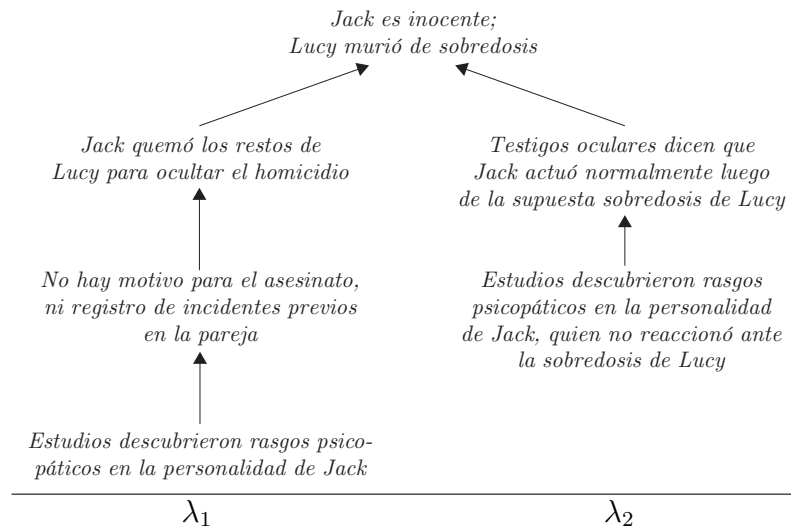 Jack es inocente;
Lucy murió de sobredosis
Jack quemó los restos de
Lucy para ocultar el homicidio
Testigos oculares dicen que
Jack actuó normalmente luego
de la supuesta sobredosis de Lucy
No hay motivo para el asesinato,
ni registro de incidentes previos
en la pareja
Estudios descubrieron rasgos
psicopáticos en la personalidad
de Jack, quien no reaccionó ante
la sobredosis de Lucy
Estudios descubrieron rasgos psico-
páticos en la personalidad de Jack
λ1
λ2